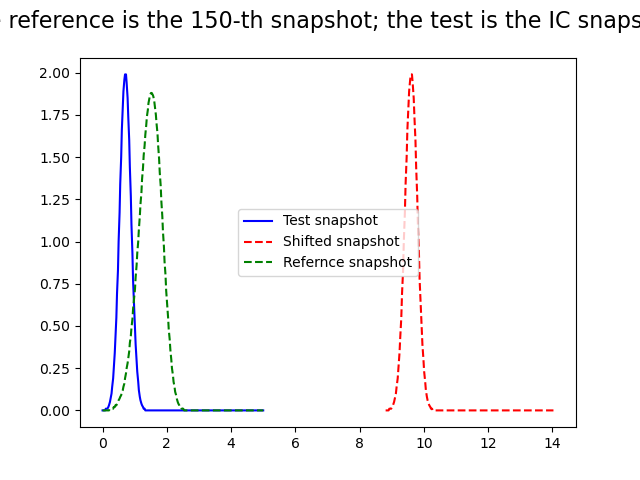 reference is the 150-th snapshot; the test is the IC snaps
2.00
1.75
1.50
1.25
1.00
0.75
0.50
0.25
0.00
Test snapshot
Shifted snapshot
Refernce snapshot
0 2 4 6 8 10 12 14